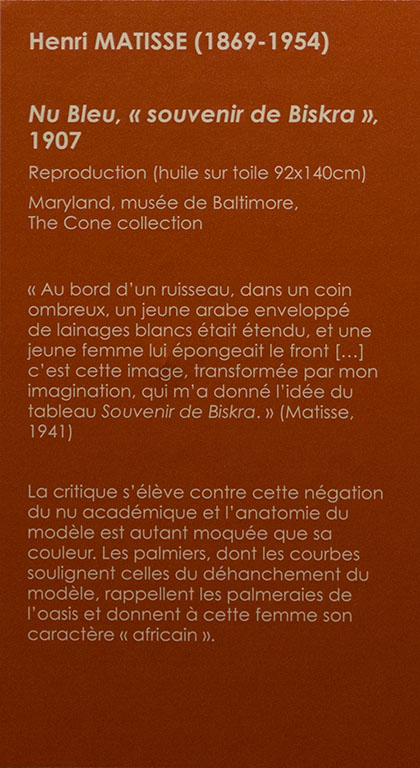 Henri MATISSE (1869-1954)
Nu Bleu, « souvenir de Biskra »,
1907
Reproduction (huile sur toile 92x140cm)
Maryland, musée de Baltimore,
The Cone collection
« Au bord d’un ruisseau, dans un coin
ombreux, un jeune arabe enveloppé
de lainages blancs était étendu, et une
jeune femme lui épongeait le front [...]
c’est cette image, transformée par mon
imagination, qui m’a donné l’idée du
tableau Souvenir de Biskra. » (Matisse,
1941)
La critique s’élève contre cette négation
du nu académique et l’anatomie du
modèle est autant moquée que sa
couleur. Les palmiers, dont les courbes
soulignent celles du déhanchement du
modèle, rappellent les palmeraies de
l’oasis et donnent à cette femme son
caractère « africain ».